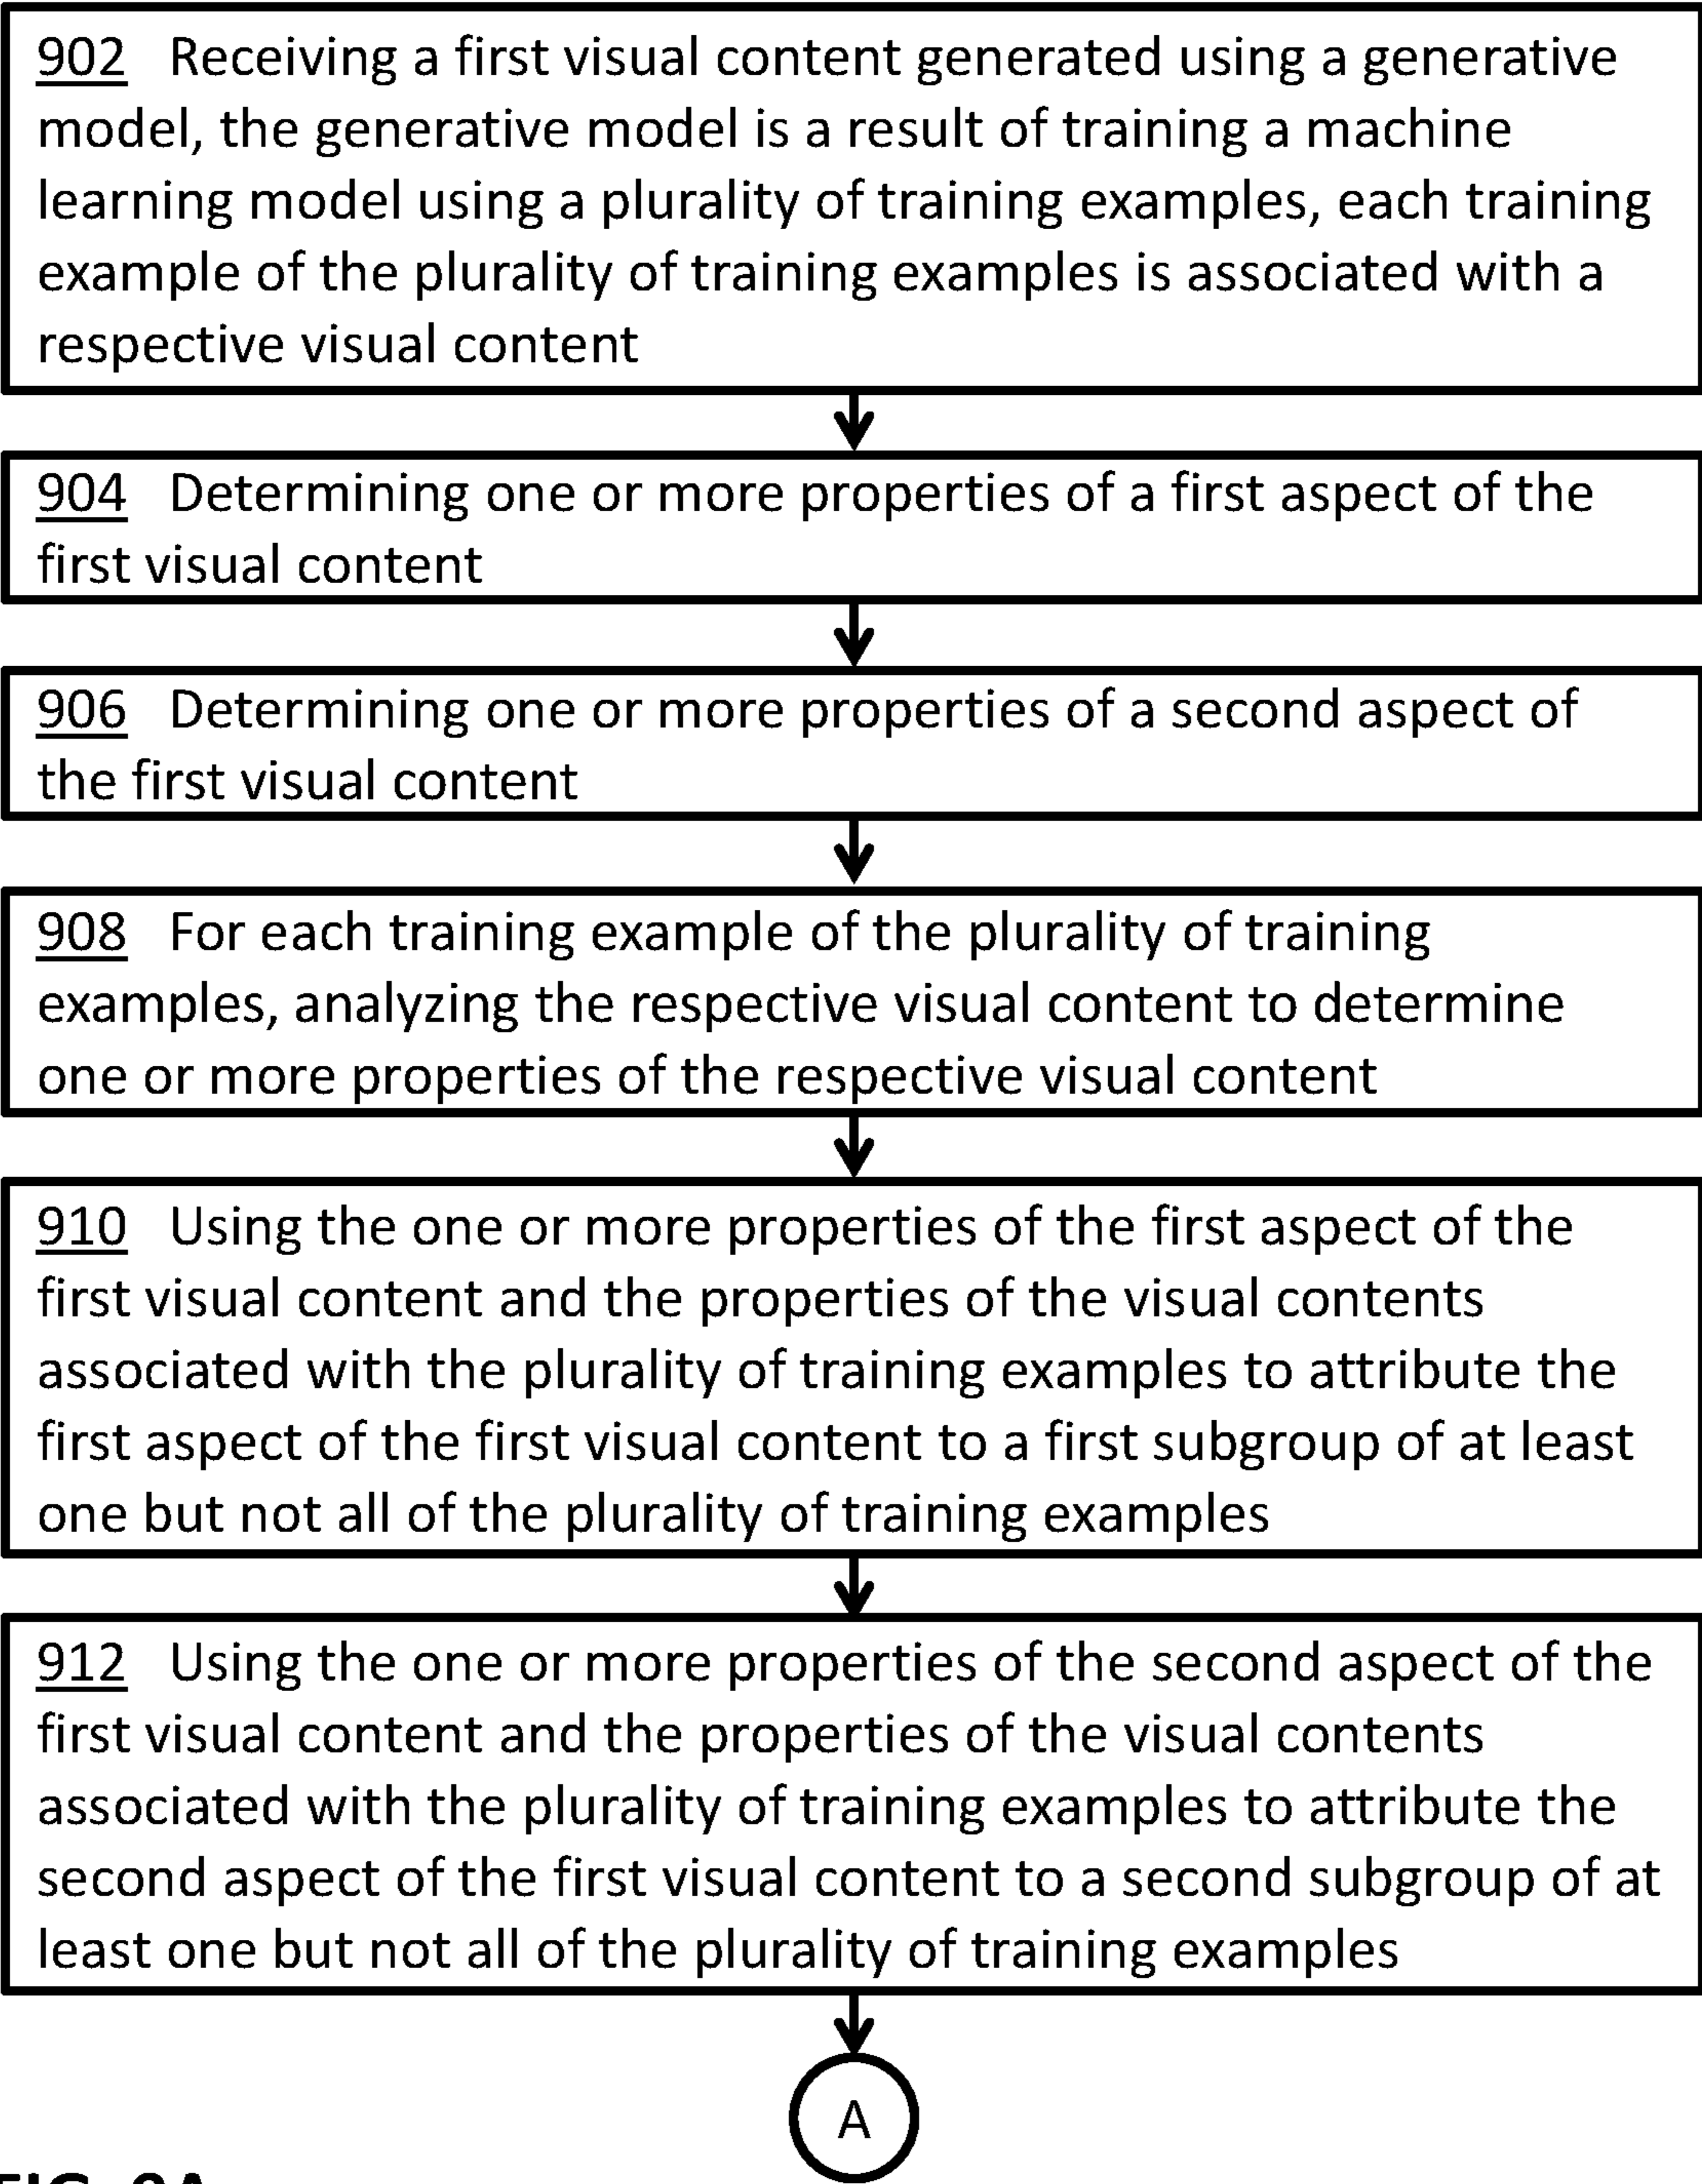 902 Receiving a first visual content generated using a generative
model, the generative model is a result of training a machine
learning model using a plurality of training examples, each training
example of the plurality of training examples is associated with a
respective visual content
904 Determining one or more properties of a first aspect of the
first visual content
906 Determining one or more properties of a second aspect of
the first visual content
908 For each training example of the plurality of training
examples, analyzing the respective visual content to determine
one or more properties of the respective visual content
910 Using the one or more properties of the first aspect of the
first visual content and the properties of the visual contents
associated with the plurality of training examples to attribute the
first aspect of the first visual content to a first subgroup of at least
one but not all of the plurality of training examples
912 Using the one or more properties of the second aspect of the
first visual content and the properties of the visual contents
associated with the plurality of training examples to attribute the
second aspect of the first visual content to a second subgroup of at
least one but not all of the plurality of training examples
A